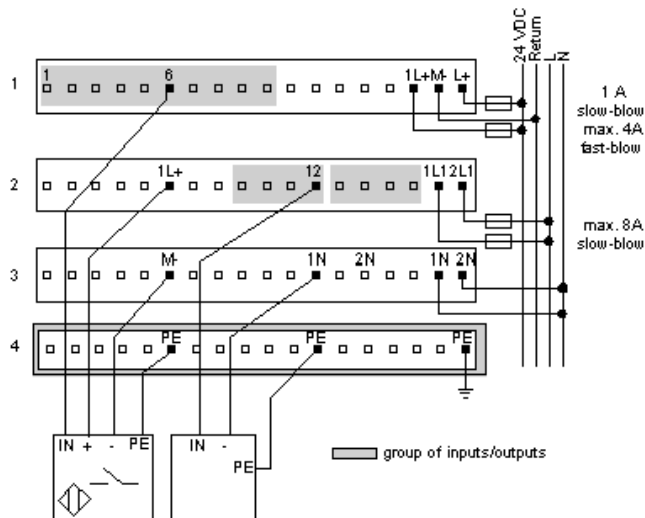 24 VDC
Return
L
N
1
1
6
1L+ M- L+
1 A
slow-blow
max. 4A
fast-blow
2
1L+
12
1L1 2L1
max. 8A
slow-blow
3
M-
1N
2N
1N
2N
4
PE
PE
PE
IN + - PE
IN -
PE
group of inputs/outputs